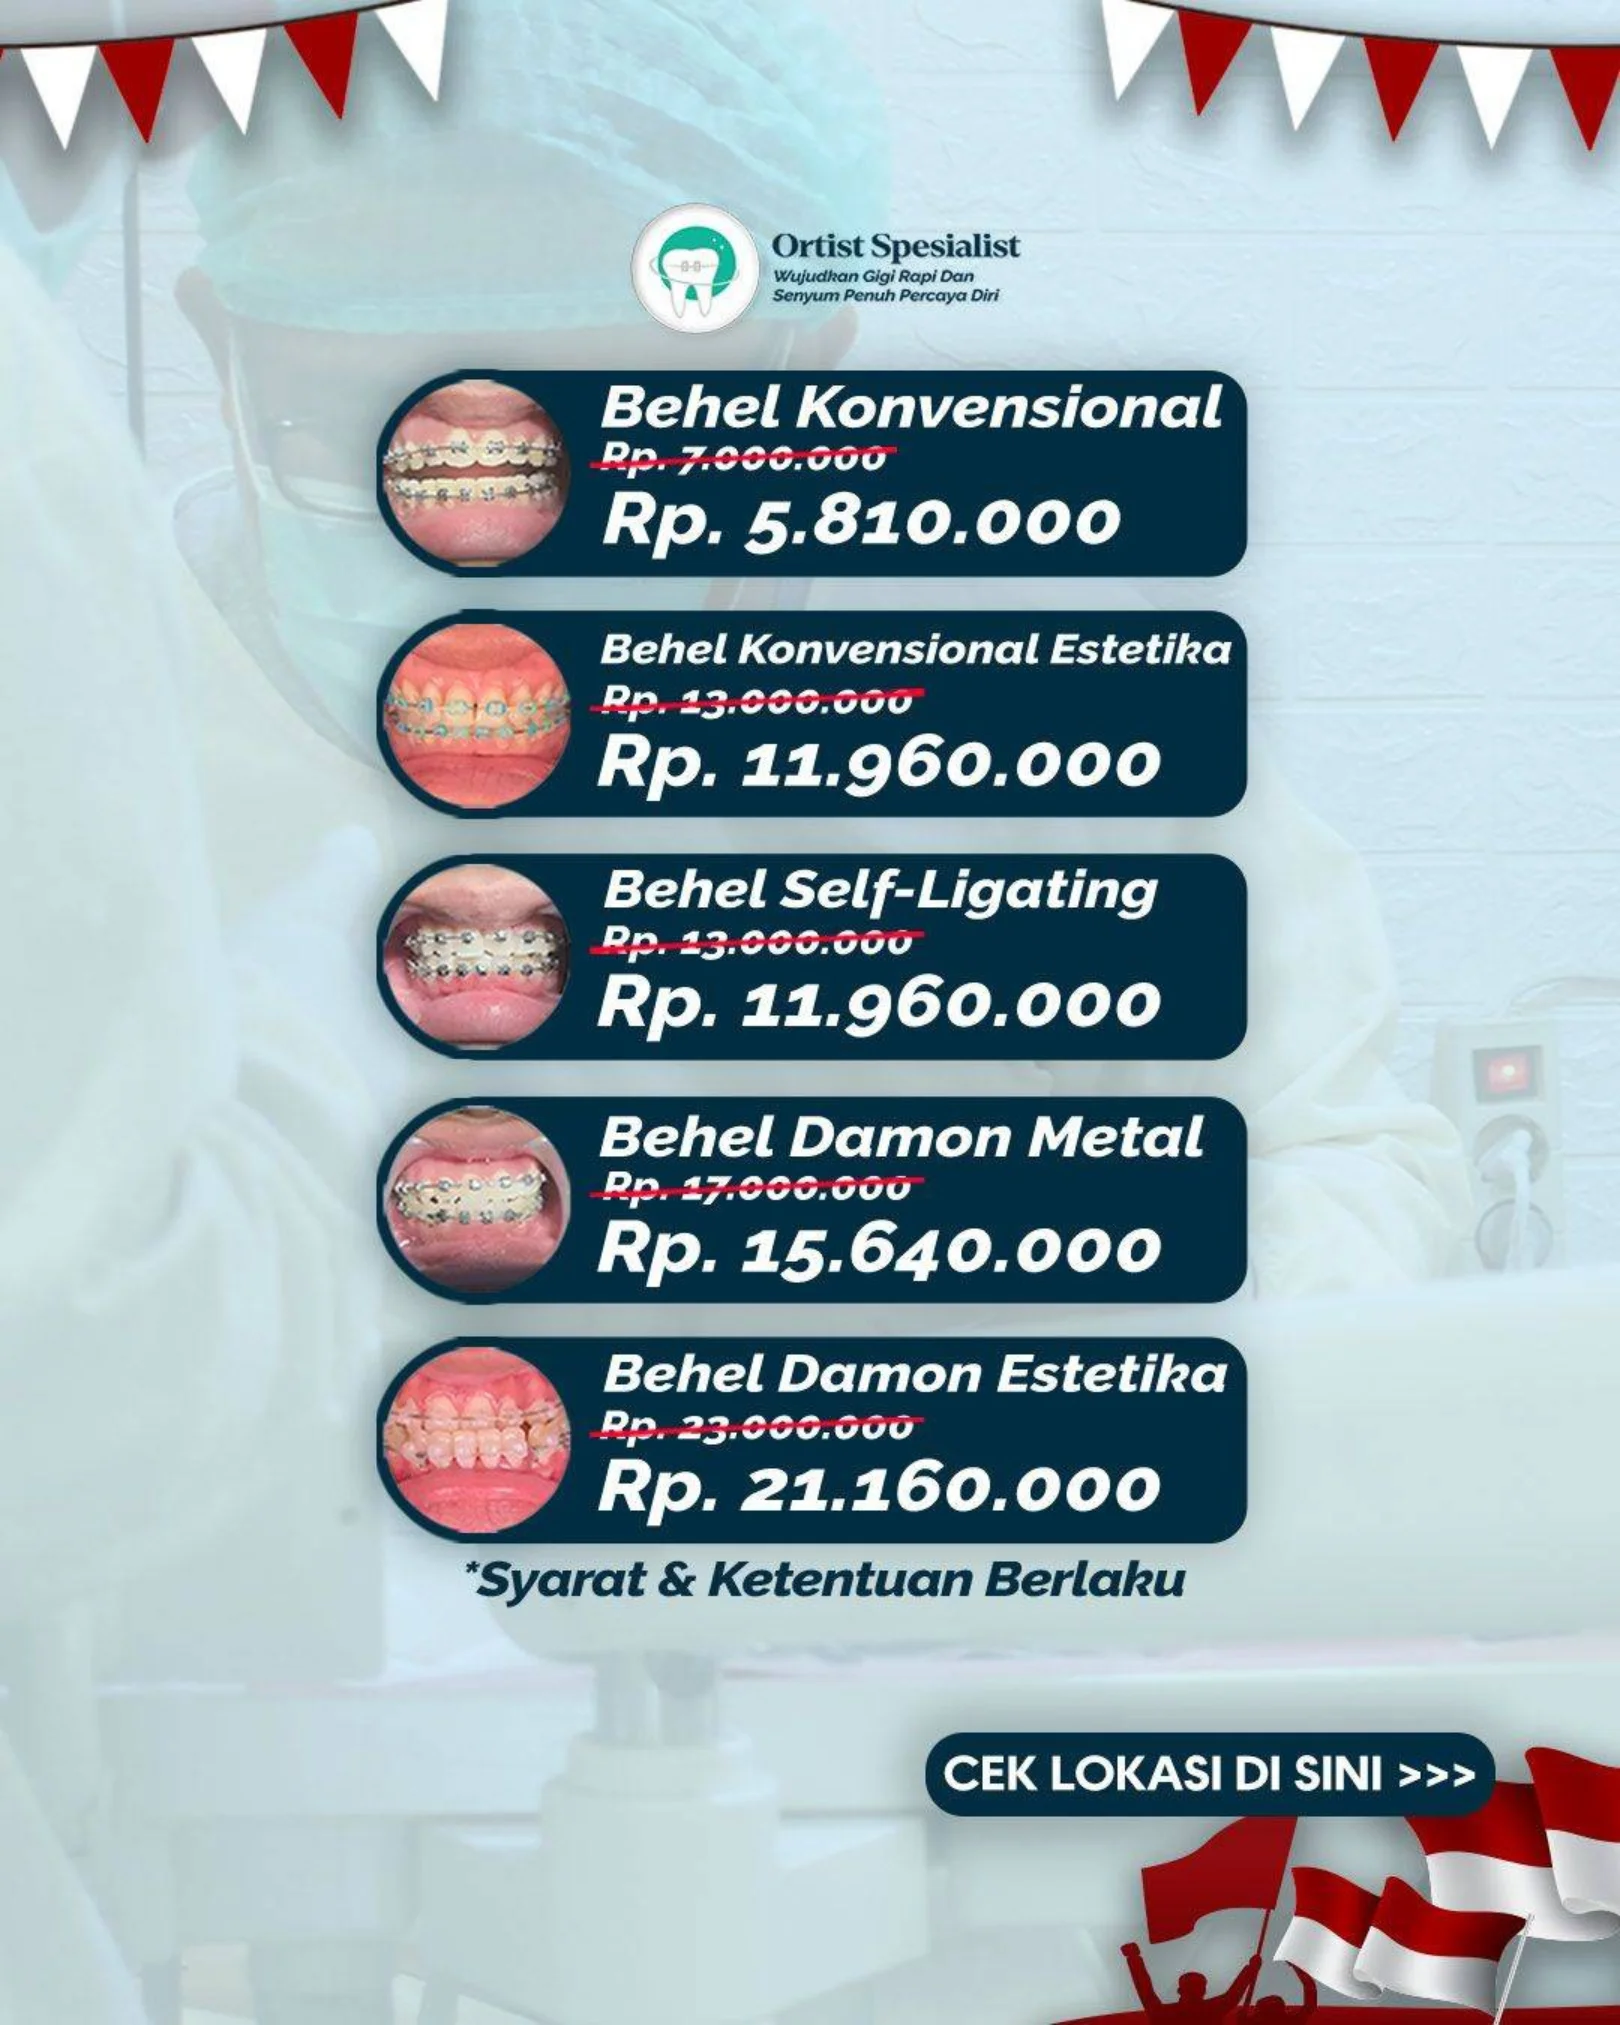 Ortist Spesialist
Wujudkan Gigi Rapi Dan
Senyum Penuh Percaya Diri
Behel Konvensional
Rp. 7.000.000
Rp. 5.810.000
Behel Konvensional Estetika
Rp. 13.000.000
Rp. 11.960.000
Behel Self-Ligating
Rp. 13.000.000
Rp. 11.960.000
Behel Damon Metal
Rp. 17.000.000
Rp. 15.640.000
Behel Damon Estetika
Rp. 23.000.000
Rp. 21.160.000
*Syarat & Ketentuan Berlaku
CEK LOKASI DI SINI >>>